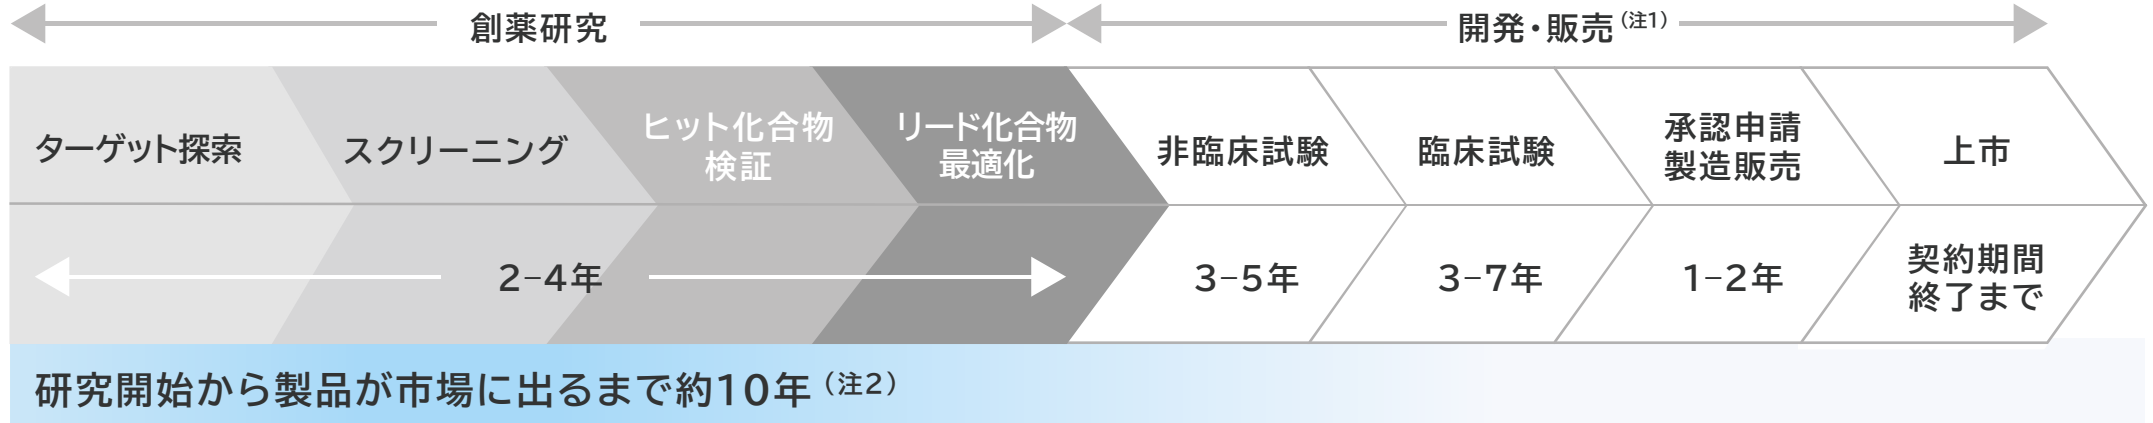 創薬研究
開発・販売（注1）
ターゲット探索
スクリーニング
ヒット化合物
検証
リード化合物
最適化
非臨床試験
臨床試験
承認申請
製造販売
上市
2−4年
3−5年
3−7年
1−2年
契約期間
終了まで
研究開始から製品が市場に出るまで約10年（注2）